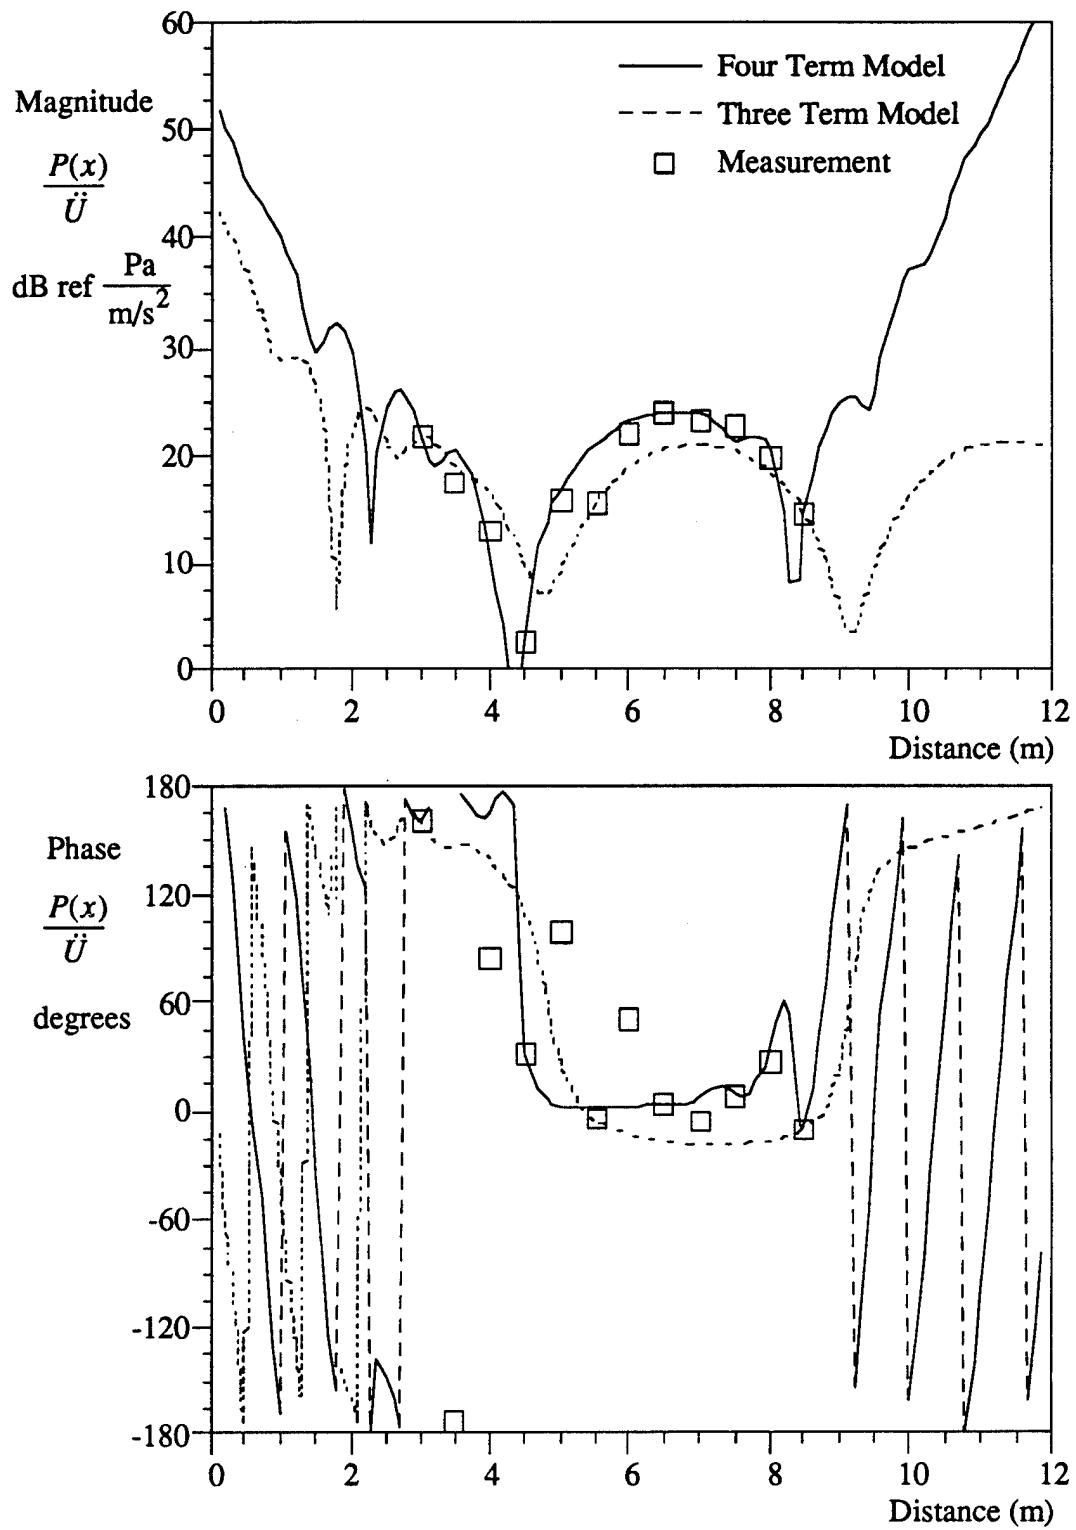 60
50
40
30
20
10
0
Magnitude
P(x)
Ü
dB ref Pa
m/s²
Four Term Model
Three Term Model
Measurement
0 2 4 6 8 10 12
Distance (m)
180
120
60
0
-60
-120
-180
Phase
P(x)
Ü
degrees
0 2 4 6 8 10 12
Distance (m)